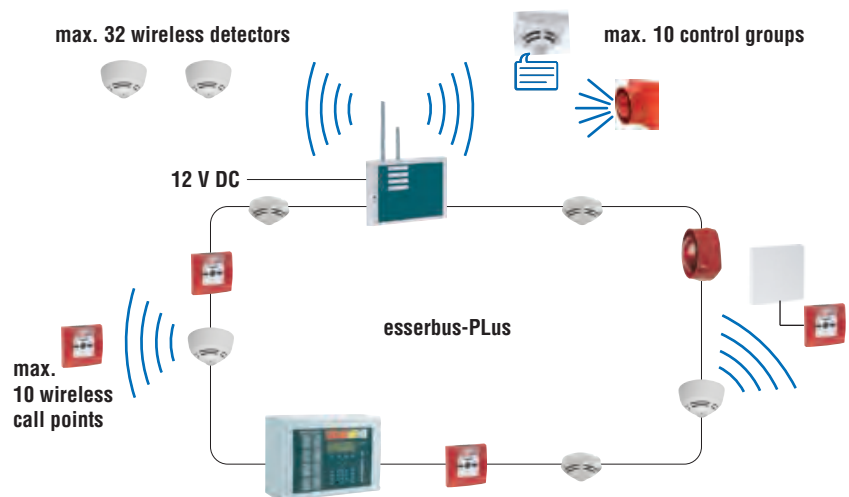 max. 32 wireless detectors
max. 10 control groups
12 V DC
esserbus-PLus
max.
10 wireless
call points